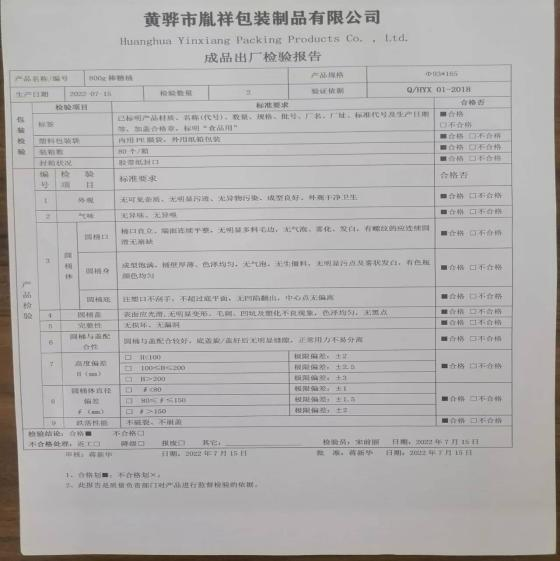 黄骅市胤祥包装制品有限公司
Huanghua Yinxiang Packing Products Co. , Ltd.
成品出厂检验报告
产品名称/编号 800g棒糖桶 产品规格 Φ93*165
生产日期 2022-07-15 检验数量 2 验证依据 Q/HYX 01-2018
包装检验 检验项目 标准要求 合格否
标签 已标明产品材质、名称(代号)、数量、规格、批号、厂名、厂址、标准代号及生产日期 ■合格
等，加盖合格章，标明“食品用” □不合格
塑料包装袋 内用PE膜袋，外用纸箱包装 ■合格 □不合格
装箱数 80个/箱 ■合格 □不合格
封箱状况 胶带纸封口 ■合格 □不合格
产品检验 编号 检验项目 标准要求 合格否
1 外观 无可见杂质、无明显污渍、无异物污染、成型良好、外观干净卫生 ■合格 □不合格
2 气味 无异味、无异嗅 ■合格 □不合格
3 圆桶体 圆桶口 桶口直立、端面连续平整，无明显多料毛边，无气泡、雾化、发白，有螺纹的应连续圆 ■合格 □不合格
滑无崩缺
圆桶身 成型饱满、桶壁厚薄、色泽均匀，无气泡，无生僵料，无明显污点及雾状发白，有色瓶 ■合格 □不合格
颜色均匀
圆桶底 注塑口不刮手，不超过底平面，无凹陷翻出，中心点无偏离 ■合格 □不合格
4 圆桶盖 表面应光滑,无明显变形、毛刺、凹坑及塑化不良现象，色泽均匀，无黑点 ■合格 □不合格
5 完整性 无损坏、无漏洞 ■合格 □不合格
6 圆桶与盖配合性 圆桶与盖配合较好，底盖旋/盖好后无明显缝隙，正常用力不易分离 ■合格 □不合格
7 高度偏差 H(mm) □ H<100 极限偏差：±2 ■合格 □不合格
□ 100≤H≤200 极限偏差：±2.5
□ H>200 极限偏差：±3
8 圆桶体直径偏差 ∮(mm) □ ∮<80 极限偏差：±1 ■合格 □不合格
□ 80≤∮≤150 极限偏差：±1.5
□ ∮>150 极限偏差：±2
9 跌落性能 不破裂、不崩盖 ■合格 □不合格
检验结论：合格■ 不合格□
不合格处理：返工□ 降级□ 报废□ 其它： 检验员：宋前丽 日期：2022年7月15日
审核：蒋新华 日期：2022年7月15日 批 准：蒋新华 日期：2022年7月15日
1、合格划■；不合格划×。
2、此报告是质量负责部门对产品进行监督检验的依据。